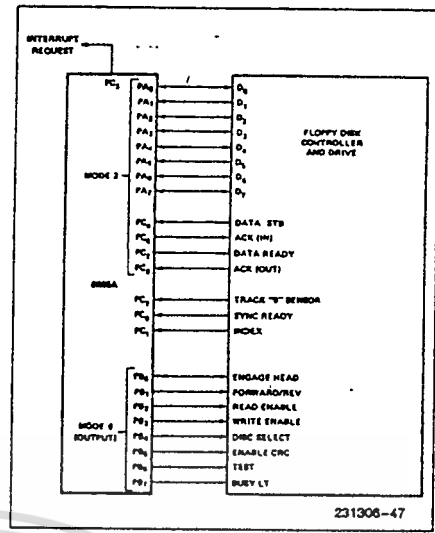 INTERRUPT
REQUEST
PC3
MODE 2
PA0 D0
PA1 D1
PA2 D2
PA3 D3
PA4 D4
PA5 D5
PA6 D6
PA7 D7
FLOPPY DISK
CONTROLLER
AND DRIVE
PC4 DATA STB
PC5 ACK (IN)
PC7 DATA READY
PC6 ACK (OUT)
PC2 TRACK "0" SENSOR
PC0 SYNC READY
PC1 INDEX
MODE 0
(OUTPUT)
PB0 ENGAGE HEAD
PB1 FORWARD/REV
PB2 READ ENABLE
PB3 WRITE ENABLE
PB4 DISC SELECT
PB5 ENABLE CRC
PB6 TEST
PB7 BUSY LT
231306-47